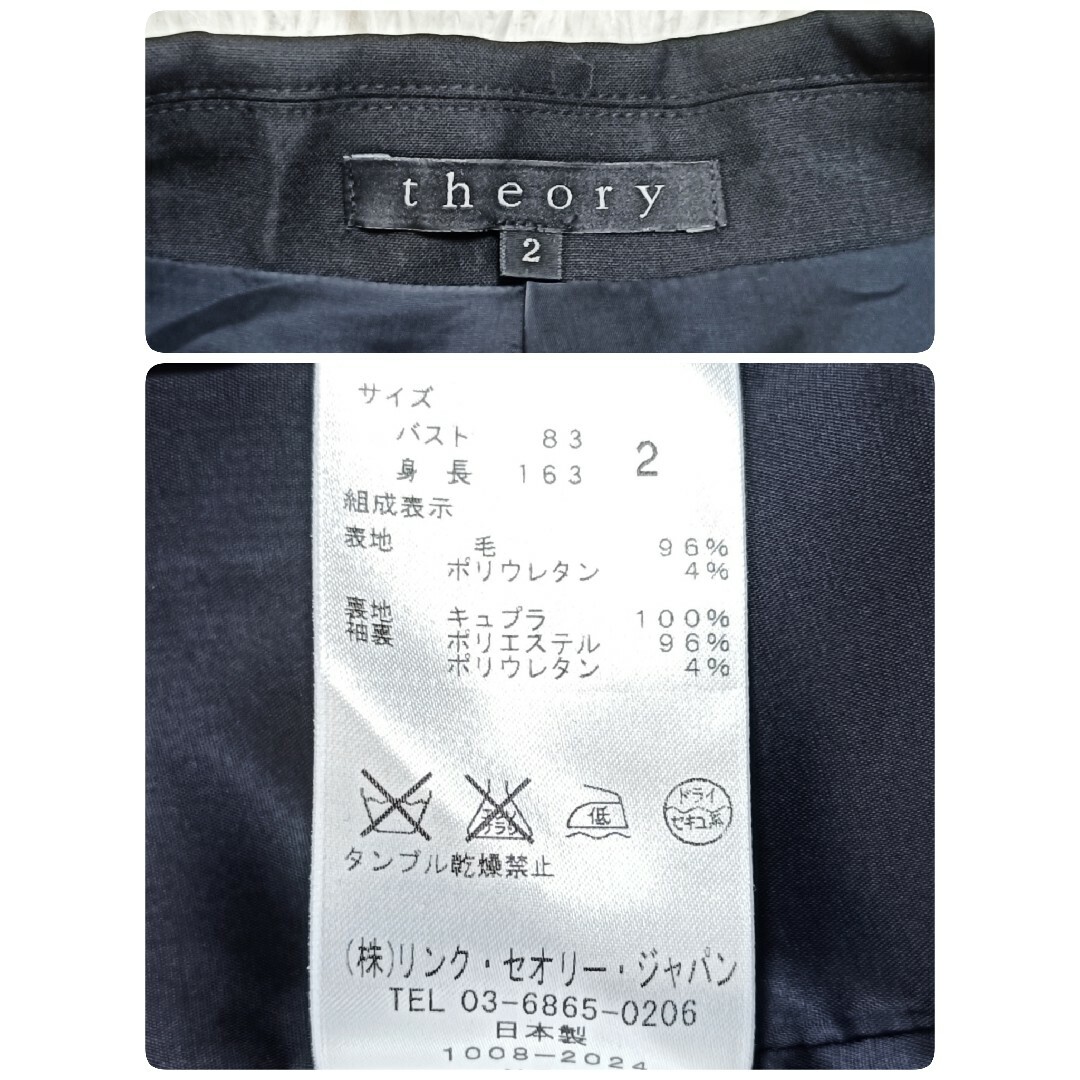 theory
2
サイズ
バスト 83
2
身長 163
組成表示
表地 毛 96%
ポリウレタン 4%
裏地 キュプラ 100%
袖裏 ポリエステル 96%
ポリウレタン 4%
低
ドライ
セキユ系
タンブル乾燥禁止
(株)リンク・セオリー・ジャパン
TEL 03-6865-0206
日本製
1008-2024